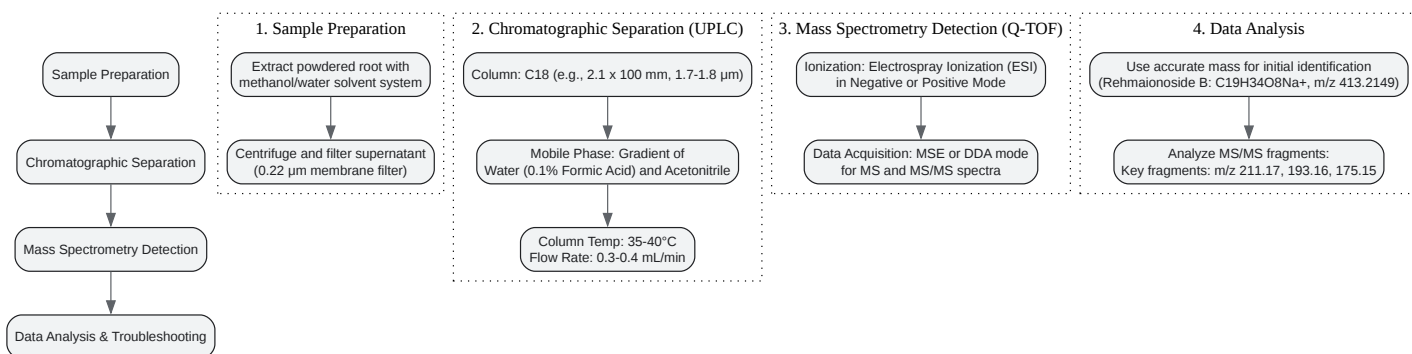 Sample Preparation
Chromatographic Separation
Mass Spectrometry Detection
Data Analysis & Troubleshooting
1. Sample Preparation
Extract powdered root with
methanol/water solvent system
Centrifuge and filter supernatant
(0.22 μm membrane filter)
2. Chromatographic Separation (UPLC)
Column: C18 (e.g., 2.1 x 100 mm, 1.7-1.8 μm)
Mobile Phase: Gradient of
Water (0.1% Formic Acid) and Acetonitrile
Column Temp: 35-40°C
Flow Rate: 0.3-0.4 mL/min
3. Mass Spectrometry Detection (Q-TOF)
Ionization: Electrospray Ionization (ESI)
in Negative or Positive Mode
Data Acquisition: MSE or DDA mode
for MS and MS/MS spectra
4. Data Analysis
Use accurate mass for initial identification
(Rehmaionoside B: C19H34O8Na+, m/z 413.2149)
Analyze MS/MS fragments:
Key fragments: m/z 211.17, 193.16, 175.15